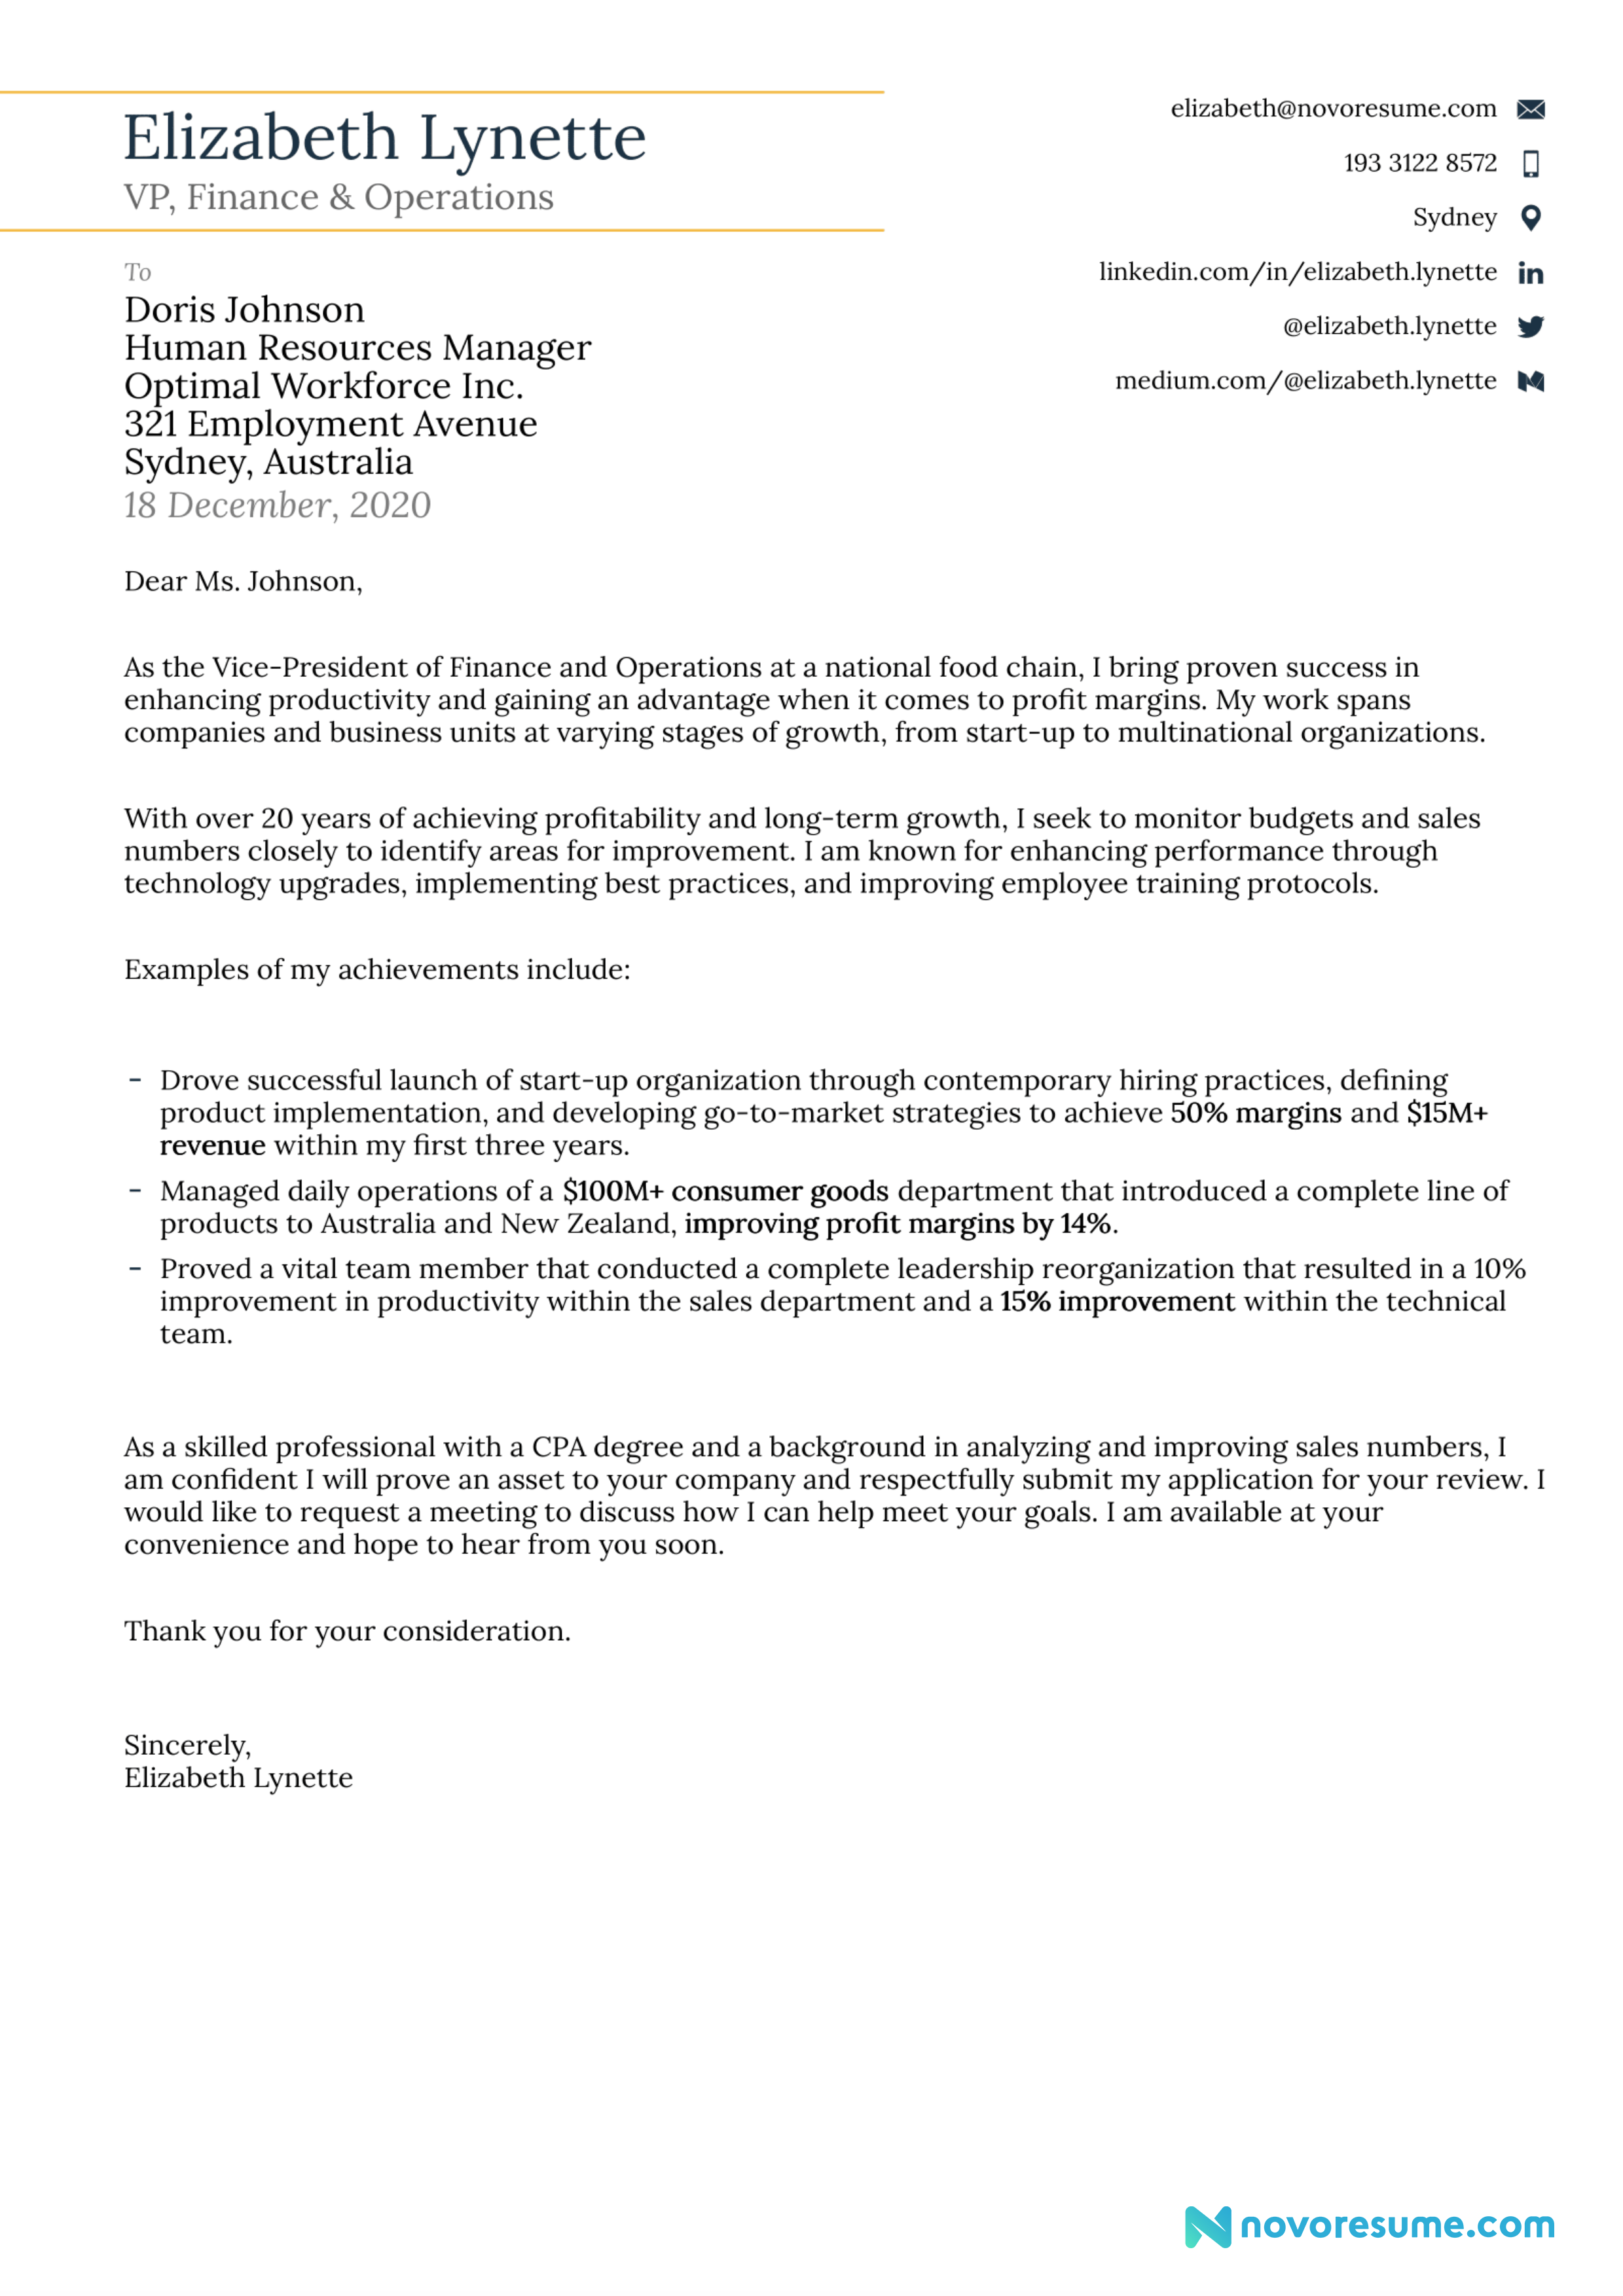 Elizabeth Lynette
VP, Finance & Operations
elizabeth@novoresume.com
193 3122 8572
Sydney
linkedin.com/in/elizabeth.lynette
@elizabeth.lynette
medium.com/@elizabeth.lynette
To
Doris Johnson
Human Resources Manager
Optimal Workforce Inc.
321 Employment Avenue
Sydney, Australia
18 December, 2020
Dear Ms. Johnson,
As the Vice-President of Finance and Operations at a national food chain, I bring proven success in
enhancing productivity and gaining an advantage when it comes to profit margins. My work spans
companies and business units at varying stages of growth, from start-up to multinational organizations.
With over 20 years of achieving profitability and long-term growth, I seek to monitor budgets and sales
numbers closely to identify areas for improvement. I am known for enhancing performance through
technology upgrades, implementing best practices, and improving employee training protocols.
Examples of my achievements include:
- Drove successful launch of start-up organization through contemporary hiring practices, defining
product implementation, and developing go-to-market strategies to achieve 50% margins and $15M+
revenue within my first three years.
- Managed daily operations of a $100M+ consumer goods department that introduced a complete line of
products to Australia and New Zealand, improving profit margins by 14%.
- Proved a vital team member that conducted a complete leadership reorganization that resulted in a 10%
improvement in productivity within the sales department and a 15% improvement within the technical
team.
As a skilled professional with a CPA degree and a background in analyzing and improving sales numbers, I
am confident I will prove an asset to your company and respectfully submit my application for your review. I
would like to request a meeting to discuss how I can help meet your goals. I am available at your
convenience and hope to hear from you soon.
Thank you for your consideration.
Sincerely,
Elizabeth Lynette
novoresume.com